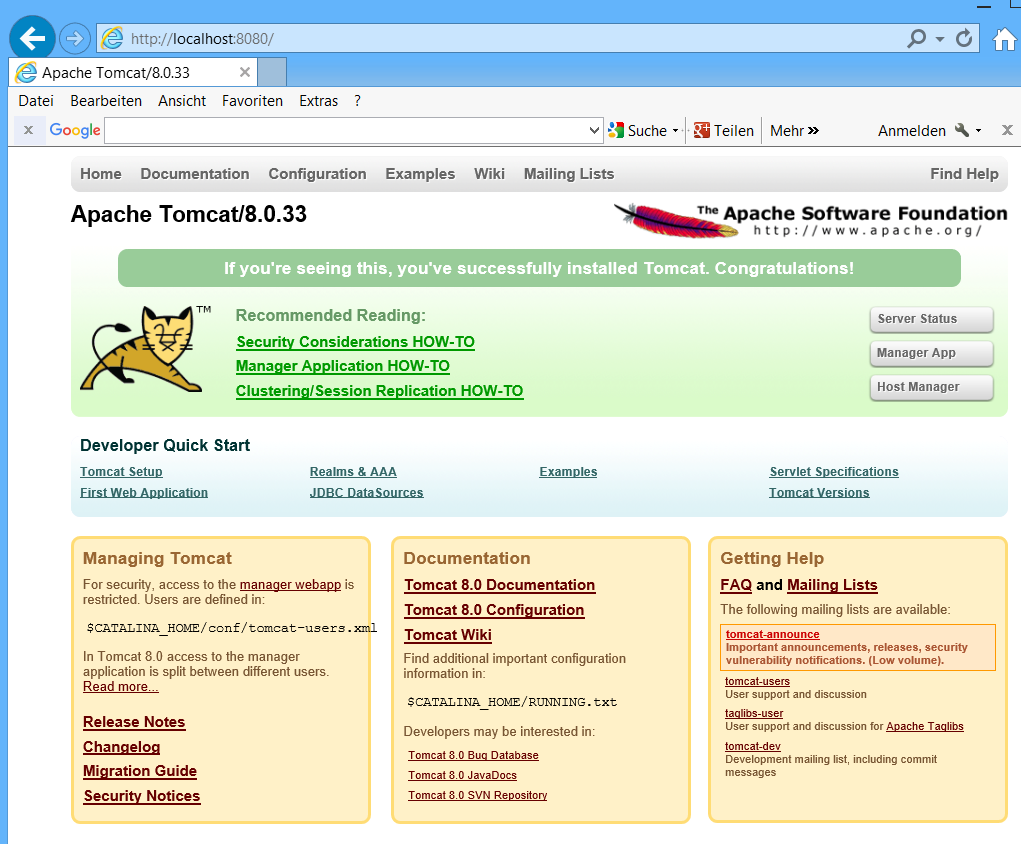 http://localhost:8080/
Apache Tomcat/8.0.33
Datei Bearbeiten Ansicht Favoriten Extras ?
x Google Suche Teilen Mehr » Anmelden x
Home Documentation Configuration Examples Wiki Mailing Lists Find Help
Apache Tomcat/8.0.33
The Apache Software Foundation
http://www.apache.org/
If you're seeing this, you've successfully installed Tomcat. Congratulations!
TM
Recommended Reading:
Security Considerations HOW-TO
Manager Application HOW-TO
Clustering/Session Replication HOW-TO
Server Status
Manager App
Host Manager
Developer Quick Start
Tomcat Setup
First Web Application
Realms & AAA
JDBC DataSources
Examples
Servlet Specifications
Tomcat Versions
Managing Tomcat
For security, access to the manager webapp is
restricted. Users are defined in:
$CATALINA_HOME/conf/tomcat-users.xml
In Tomcat 8.0 access to the manager
application is split between different users.
Read more...
Release Notes
Changelog
Migration Guide
Security Notices
Documentation
Tomcat 8.0 Documentation
Tomcat 8.0 Configuration
Tomcat Wiki
Find additional important configuration
information in:
$CATALINA_HOME/RUNNING.txt
Developers may be interested in:
Tomcat 8.0 Bug Database
Tomcat 8.0 JavaDocs
Tomcat 8.0 SVN Repository
Getting Help
FAQ and Mailing Lists
The following mailing lists are available:
tomcat-announce
Important announcements, releases, security
vulnerability notifications. (Low volume).
tomcat-users
User support and discussion
taglibs-user
User support and discussion for Apache Taglibs
tomcat-dev
Development mailing list, including commit
messages